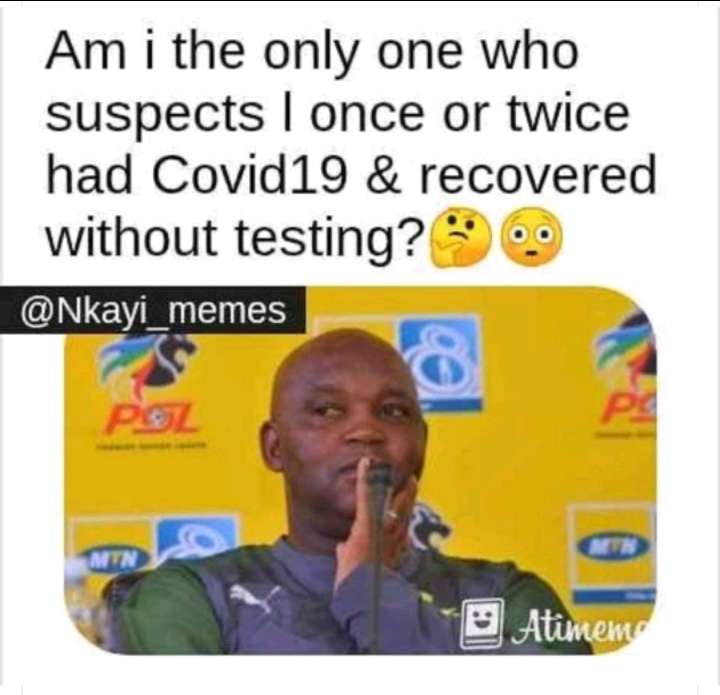 Am i the only one who
suspects I once or twice
had Covid19 & recovered
without testing?🤔😳
@Nkayi_memes
PSL
MTN
MTN
Atimeme